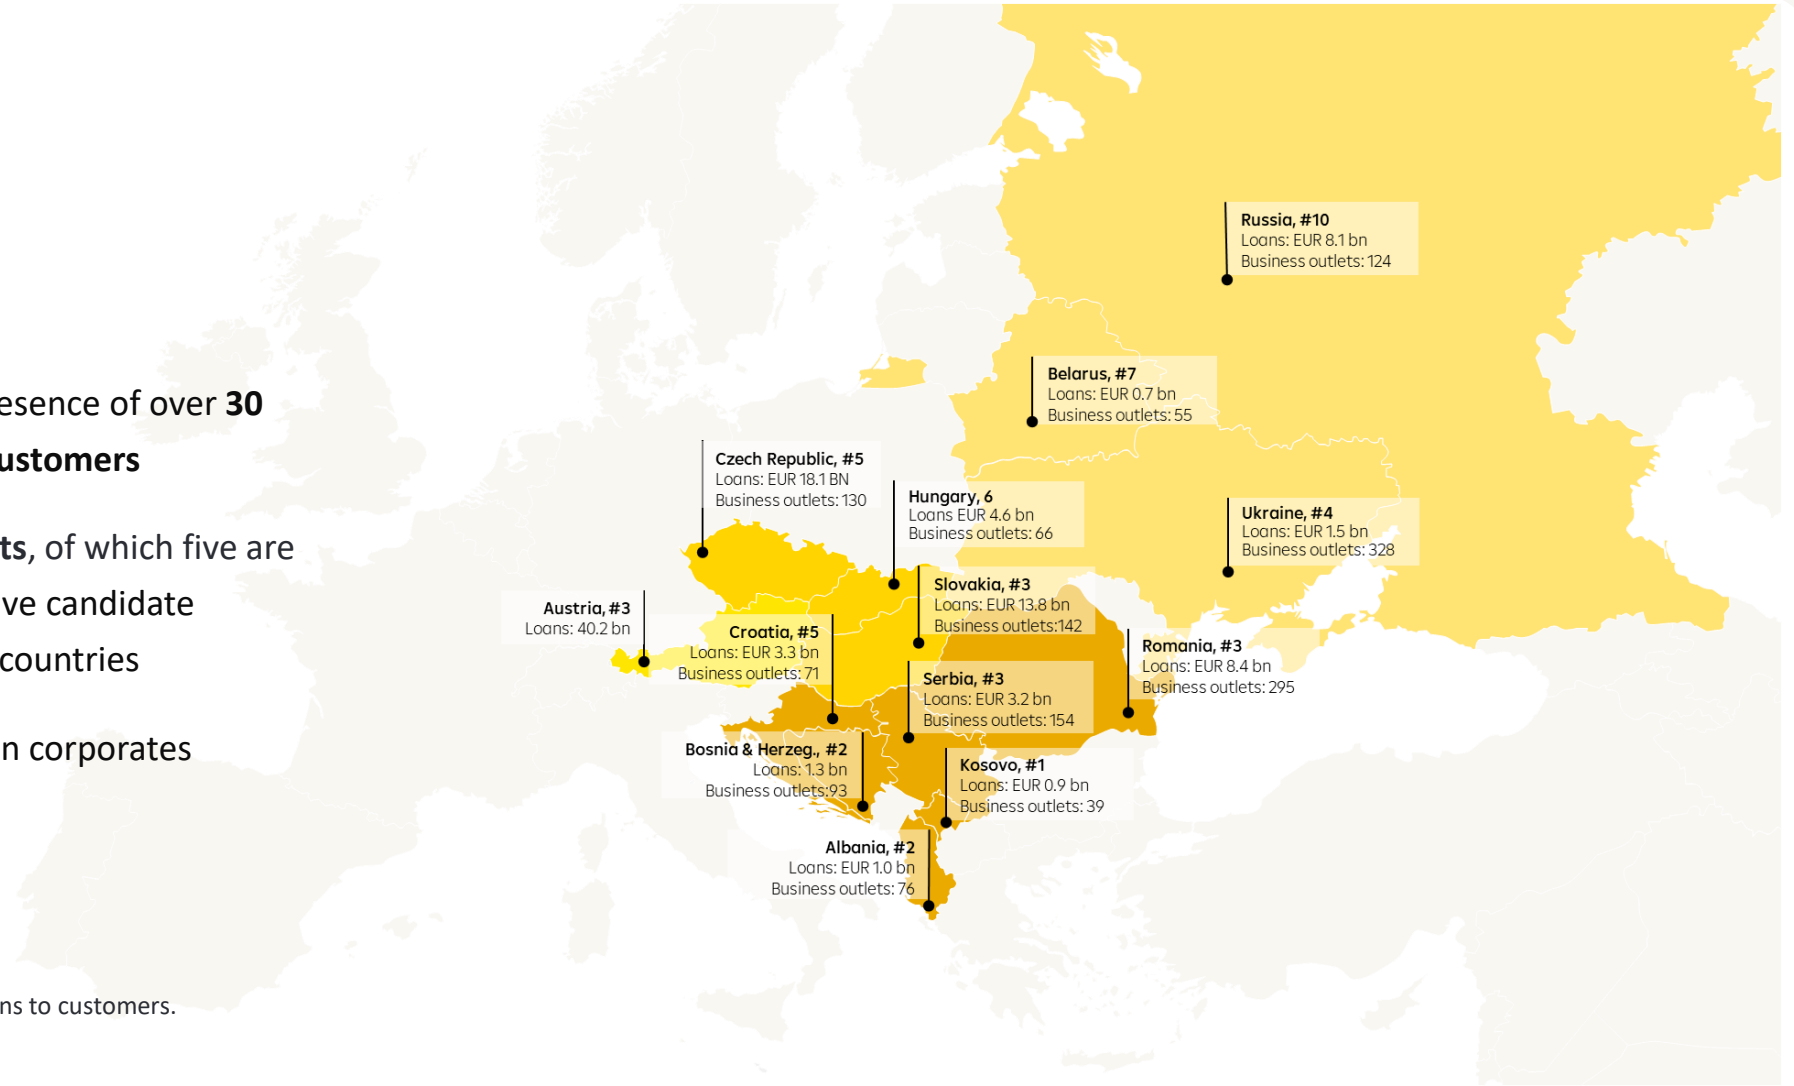 esence of over 30
ustomers
ts, of which five are
ve candidate
countries
n corporates
ns to customers.
Russia, #10
Loans: EUR 8.1 bn
Business outlets: 124
Belarus, #7
Loans: EUR 0.7 bn
Business outlets: 55
Czech Republic, #5
Loans: EUR 18.1 BN
Business outlets: 130
Hungary, 6
Loans EUR 4.6 bn
Business outlets: 66
Ukraine, #4
Loans: EUR 1.5 bn
Business outlets: 328
Slovakia, #3
Loans: EUR 13.8 bn
Business outlets:142
Austria, #3
Loans: 40.2 bn
Croatia, #5
Loans: EUR 3.3 bn
Business outlets: 71
Romania, #3
Loans: EUR 8.4 bn
Business outlets: 295
Serbia, #3
Loans: EUR 3.2 bn
Business outlets: 154
Bosnia & Herzeg., #2
Loans: 1.3 bn
Business outlets:93
Kosovo, #1
Loans: EUR 0.9 bn
Business outlets: 39
Albania, #2
Loans: EUR 1.0 bn
Business outlets: 76